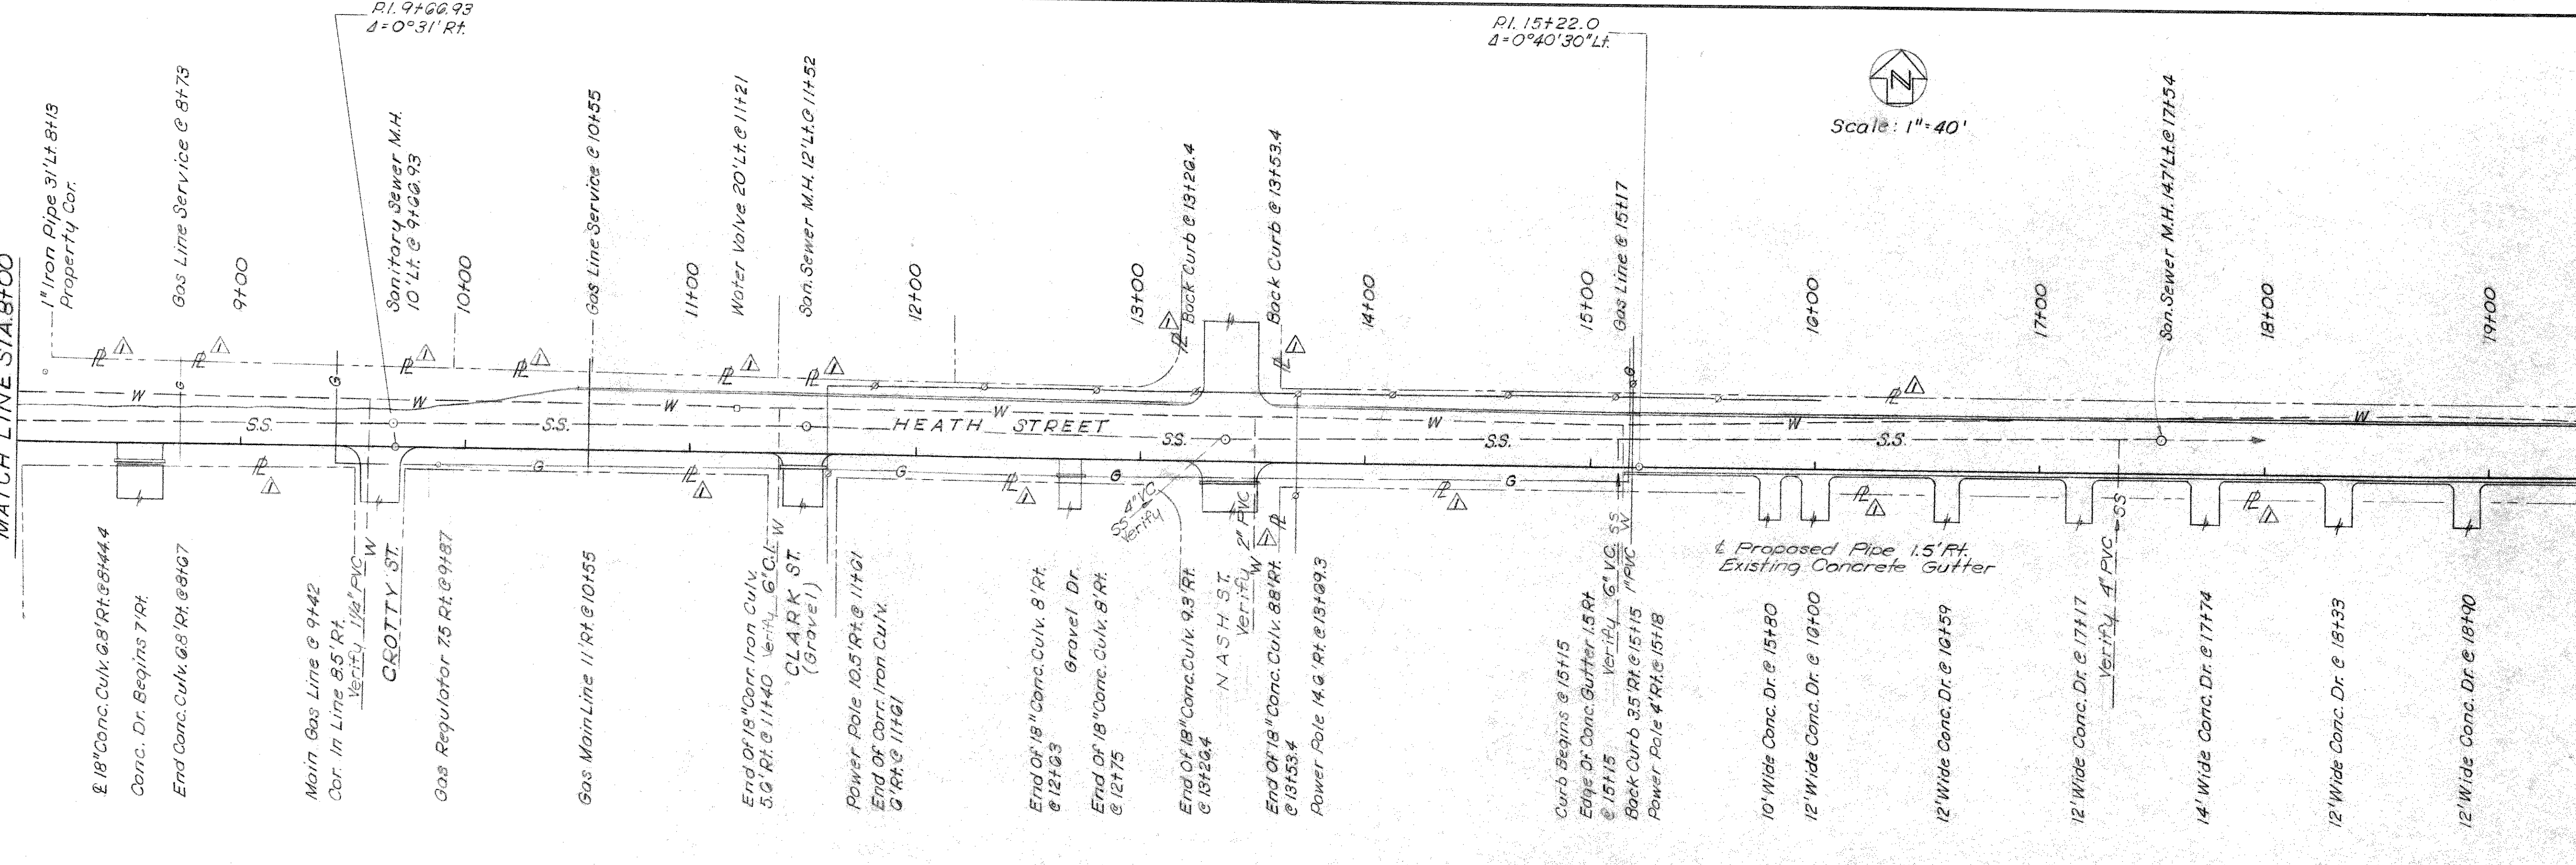 P.I. 9+66.93
Δ=0°31' Rt.
P.I. 15+22.0
Δ=0°40'30" Lt.
N
Scale: 1"=40'
MATCH LINE STA. 8+00
1" Iron Pipe 31' Lt. 8+13
Property Cor.
Gas Line Service @ 8+73
9+00
Sanitary Sewer M.H.
10' Lt. @ 9+66.93
10+00
Gas Line Service @ 10+55
11+00
Water Valve 20' Lt. @ 11+21
San. Sewer M.H. 12' Lt. @ 11+52
12+00
13+00
Back Curb @ 13+26.4
Back Curb @ 13+53.4
14+00
15+00
Gas Line @ 15+17
16+00
17+00
San. Sewer M.H. 14.7' Lt. @ 17+54
18+00
19+00
HEATH STREET
W
W
W
W
W
W
S.S.
S.S.
S.S.
S.S.
S.S.
G
G
G
G
G
G
G
℄ 18" Conc. Culv. 6.8' Rt. @ 8+44.4
Conc. Dr. Begins 7' Rt.
End Conc. Culv. 6.8' Rt. @ 8+67
Main Gas Line @ 9+42
Cor. In Line 8.5' Rt.
Verify 1 1/4" PVC
W
CROTTY ST.
Gas Regulator 7.5 Rt. @ 9+87
Gas Main Line 11' Rt. @ 10+55
End Of 18" Corr. Iron Culv.
5.6' Rt. @ 11+40
Verify 6" C.I.
W
CLARK ST.
(Gravel)
Power Pole 10.5' Rt. @ 11+61
End Of Corr. Iron Culv.
6' Rt. @ 11+61
End Of 18" Conc. Culv. 8' Rt.
@ 12+63
Gravel Dr.
End Of 18" Conc. Culv. 8' Rt.
@ 12+75
SS 4" VC
Verify
End Of 18" Conc. Culv. 9.3' Rt.
@ 13+26.4
NASH ST.
Verify 2" PVC
W
End Of 18" Conc. Culv. 8.8' Rt.
@ 13+53.4
Power Pole 14.6' Rt. @ 13+69.3
Curb Begins @ 15+15
Edge Of Conc. Gutter 1.5 Rt
@ 15+15
Verify 6" VC. SS
Back Curb 3.5' Rt. @ 15+15
1" PVC W
Power Pole 4' Rt. @ 15+18
℄ Proposed Pipe 1.5' Rt.
Existing Concrete Gutter
10' Wide Conc. Dr. @ 15+80
12' Wide Conc. Dr. @ 16+00
12' Wide Conc. Dr. @ 16+59
12' Wide Conc. Dr. @ 17+17
Verify 4" PVC
SS
14' Wide Conc. Dr. @ 17+74
12' Wide Conc. Dr. @ 18+33
12' Wide Conc. Dr. @ 18+90